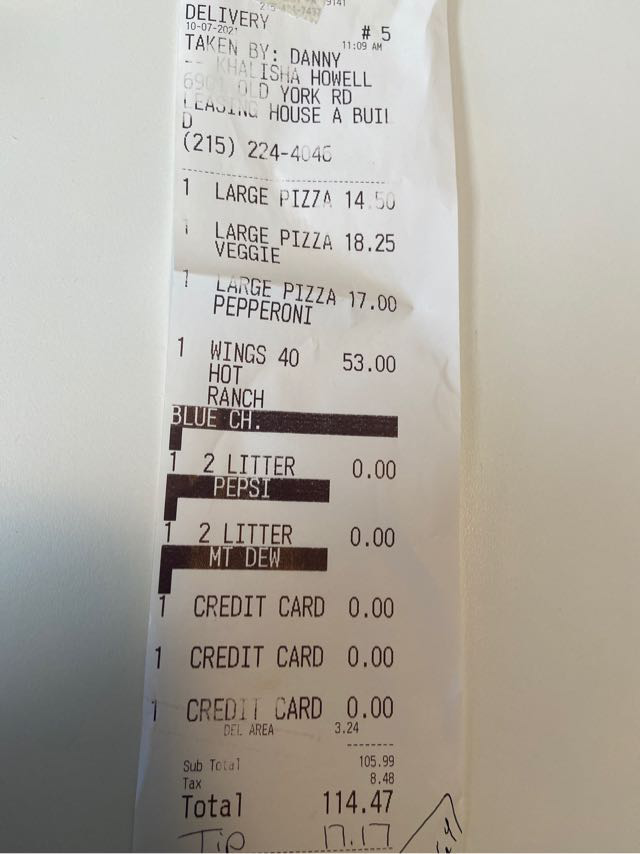 DELIVERY # 5
11:09 AM
TAKEN BY: DANNY
-- KHALISHA HOWELL
OLD YORK RD
LEASING HOUSE A BUIL
D
(215) 224-4046
1 LARGE PIZZA 14.50
1 LARGE PIZZA 18.25
VEGGIE
1 LARGE PIZZA 17.00
PEPPERONI
1 WINGS 40 53.00
HOT
RANCH
BLUE CH.
1 2 LITTER 0.00
PEPSI
1 2 LITTER 0.00
MT DEW
1 CREDIT CARD 0.00
1 CREDIT CARD 0.00
1 CREDIT CARD 0.00
DEL AREA 3.24
Sub Total 105.99
Tax 8.48
Total 114.47
Tip 17.17